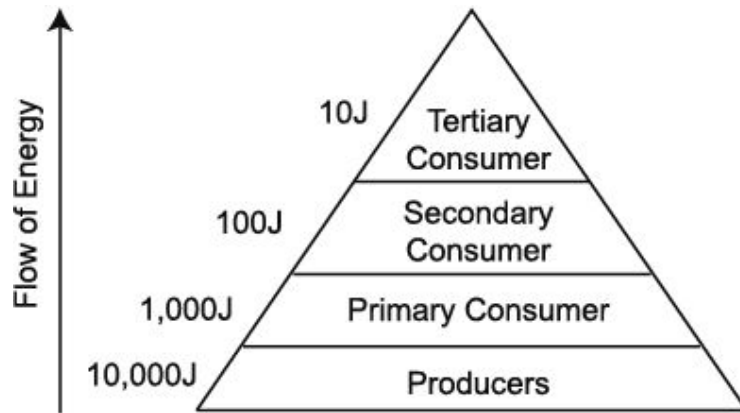 Flow of Energy
10J
Tertiary
Consumer
100J
Secondary
Consumer
1,000J
Primary Consumer
10,000J
Producers